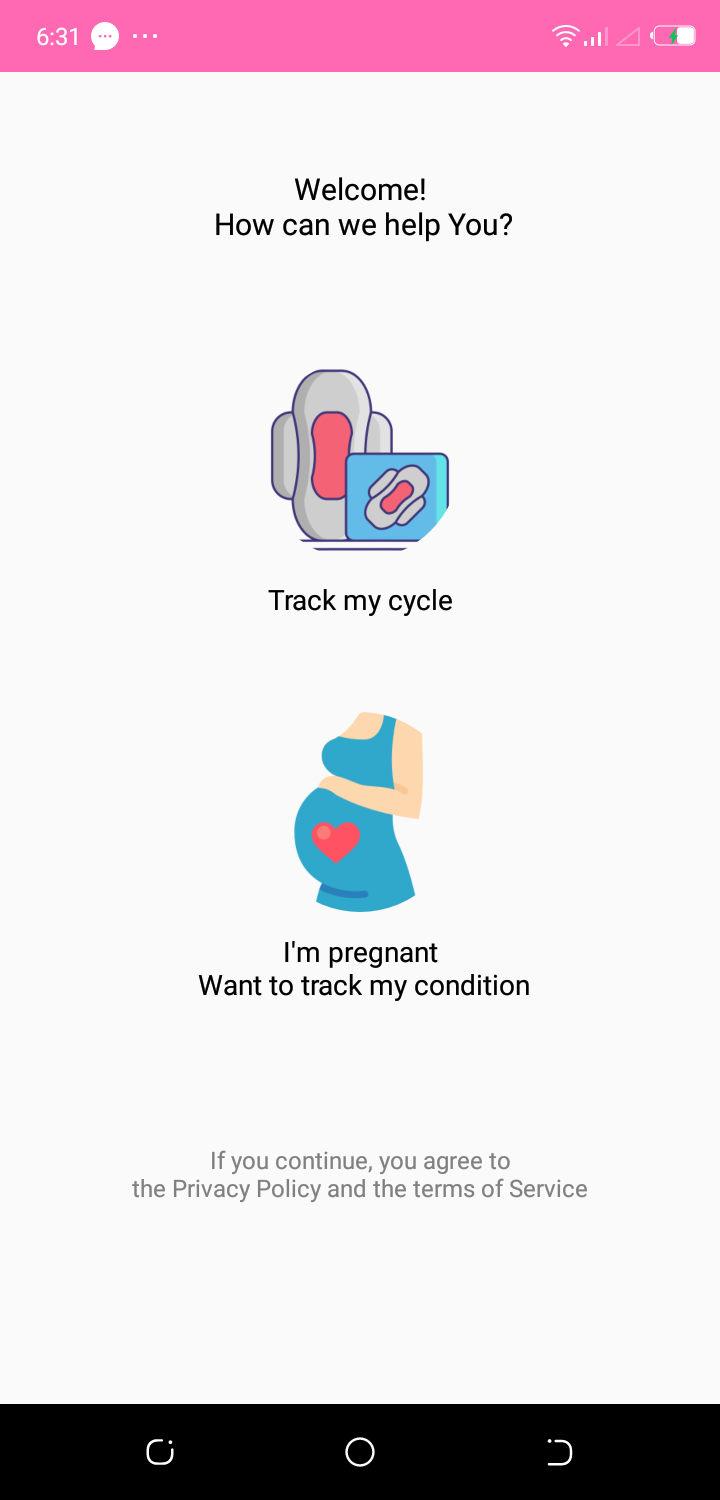 6:31
Welcome!
How can we help You?
Track my cycle
I'm pregnant
Want to track my condition
If you continue, you agree to
the Privacy Policy and the terms of Service